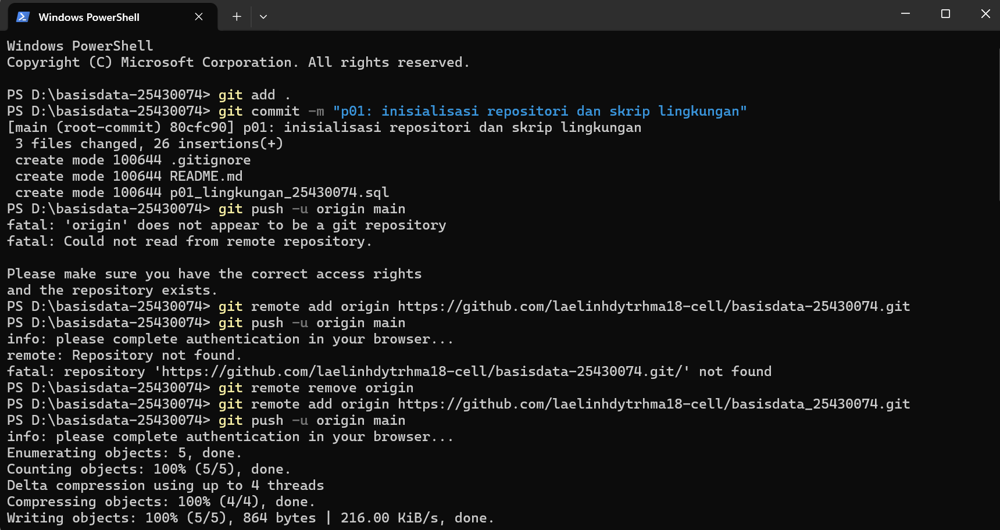 Windows PowerShell
Windows PowerShell
Copyright (C) Microsoft Corporation. All rights reserved.
PS D:\basisdata-25430074> git add .
PS D:\basisdata-25430074> git commit -m "p01: inisialisasi repositori dan skrip lingkungan"
[main (root-commit) 80cfc90] p01: inisialisasi repositori dan skrip lingkungan
3 files changed, 26 insertions(+)
create mode 100644 .gitignore
create mode 100644 README.md
create mode 100644 p01_lingkungan_25430074.sql
PS D:\basisdata-25430074> git push -u origin main
fatal: 'origin' does not appear to be a git repository
fatal: Could not read from remote repository.
Please make sure you have the correct access rights
and the repository exists.
PS D:\basisdata-25430074> git remote add origin https://github.com/laelinhdytrhma18-cell/basisdata-25430074.git
PS D:\basisdata-25430074> git push -u origin main
info: please complete authentication in your browser...
remote: Repository not found.
fatal: repository 'https://github.com/laelinhdytrhma18-cell/basisdata-25430074.git/' not found
PS D:\basisdata-25430074> git remote remove origin
PS D:\basisdata-25430074> git remote add origin https://github.com/laelinhdytrhma18-cell/basisdata_25430074.git
PS D:\basisdata-25430074> git push -u origin main
info: please complete authentication in your browser...
Enumerating objects: 5, done.
Counting objects: 100% (5/5), done.
Delta compression using up to 4 threads
Compressing objects: 100% (4/4), done.
Writing objects: 100% (5/5), 864 bytes | 216.00 KiB/s, done.